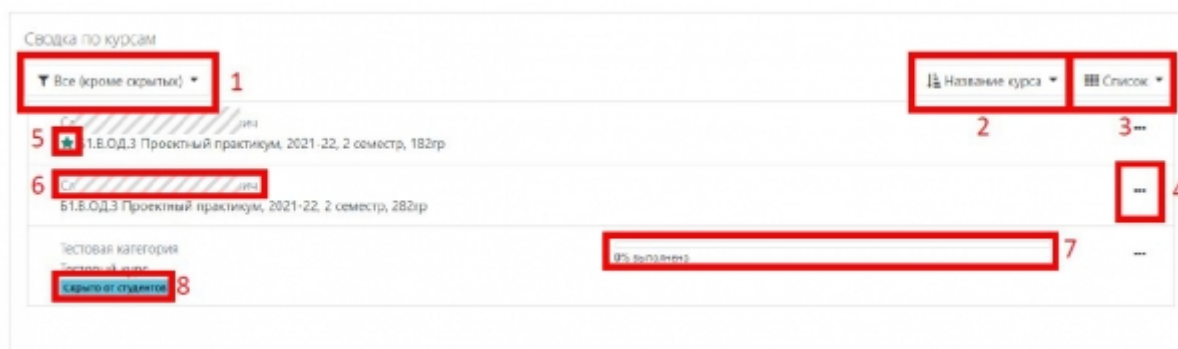 Сводка по курсам
Все (кроме скрытых) 1 Название курса Список
2 3
5 Б1.В.ОД.3 Проектный практикум, 2021-22, 2 семестр, 182гр
6 4
Б1.В.ОД.3 Проектный практикум, 2021-22, 2 семестр, 282гр
Тестовая категория
0% выполнено 7
Тестовый курс
Скрыто от студентов 8